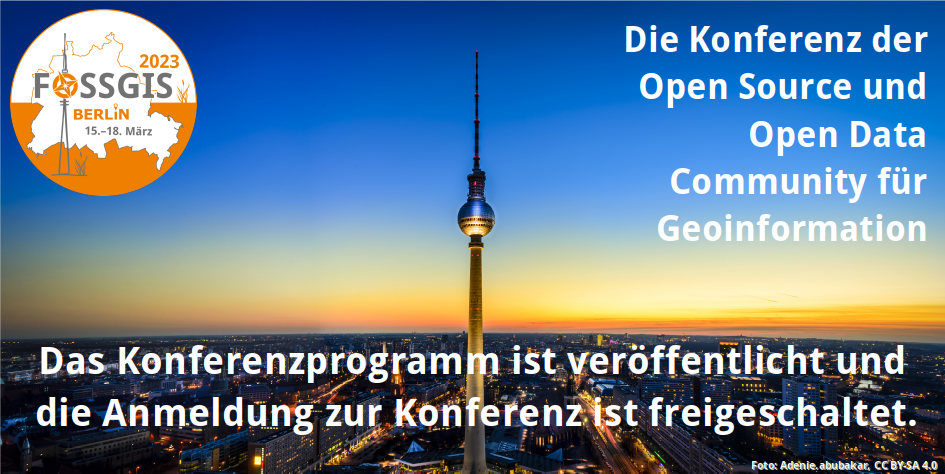 2023
FOSSGIS
BERLIN
15.–18. März
Die Konferenz der
Open Source und
Open Data
Community für
Geoinformation
Das Konferenzprogramm ist veröffentlicht und
die Anmeldung zur Konferenz ist freigeschaltet.
Foto: Adenie.abubakar, CC BY-SA 4.0